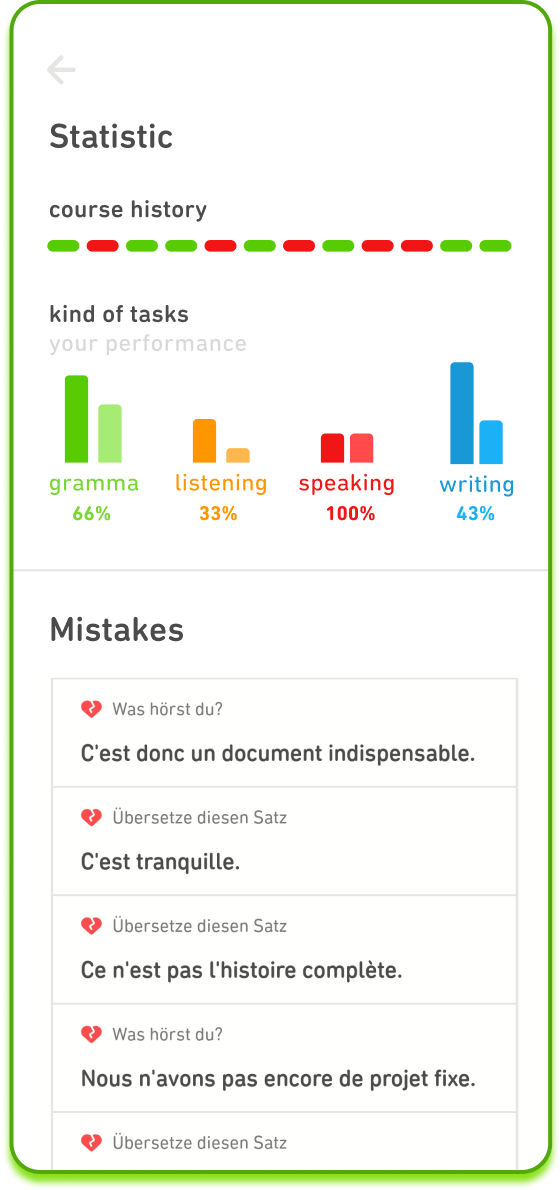 Statistic
course history
kind of tasks
your performance
gramma listening speaking writing
66% 33% 100% 43%
Mistakes
Was hörst du?
C'est donc un document indispensable.
Übersetze diesen Satz
C'est tranquille.
Übersetze diesen Satz
Ce n'est pas l'histoire complète.
Was hörst du?
Nous n'avons pas encore de projet fixe.
Übersetze diesen Satz